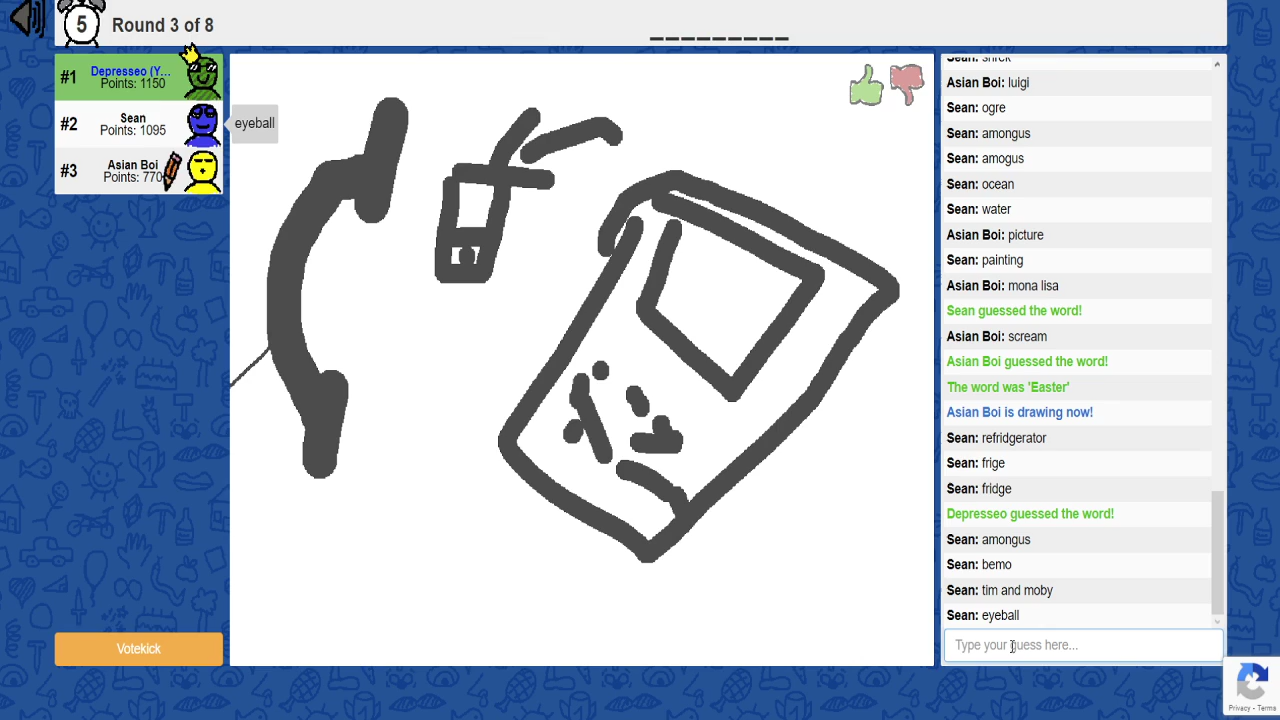 5
Round 3 of 8
_ _ _ _ _ _ _ _ _ _
#1 Depresseo (Y... Points: 1150
#2 Sean Points: 1095
eyeball
#3 Asian Boi Points: 770
Asian Boi: luigi
Sean: ogre
Sean: amongus
Sean: amogus
Sean: ocean
Sean: water
Asian Boi: picture
Sean: painting
Asian Boi: mona lisa
Sean guessed the word!
Asian Boi: scream
Asian Boi guessed the word!
The word was 'Easter'
Asian Boi is drawing now!
Sean: refridgerator
Sean: frige
Sean: fridge
Depresseo guessed the word!
Sean: amongus
Sean: bemo
Sean: tim and moby
Sean: eyeball
Type your guess here...
Votekick
Privacy - Terms